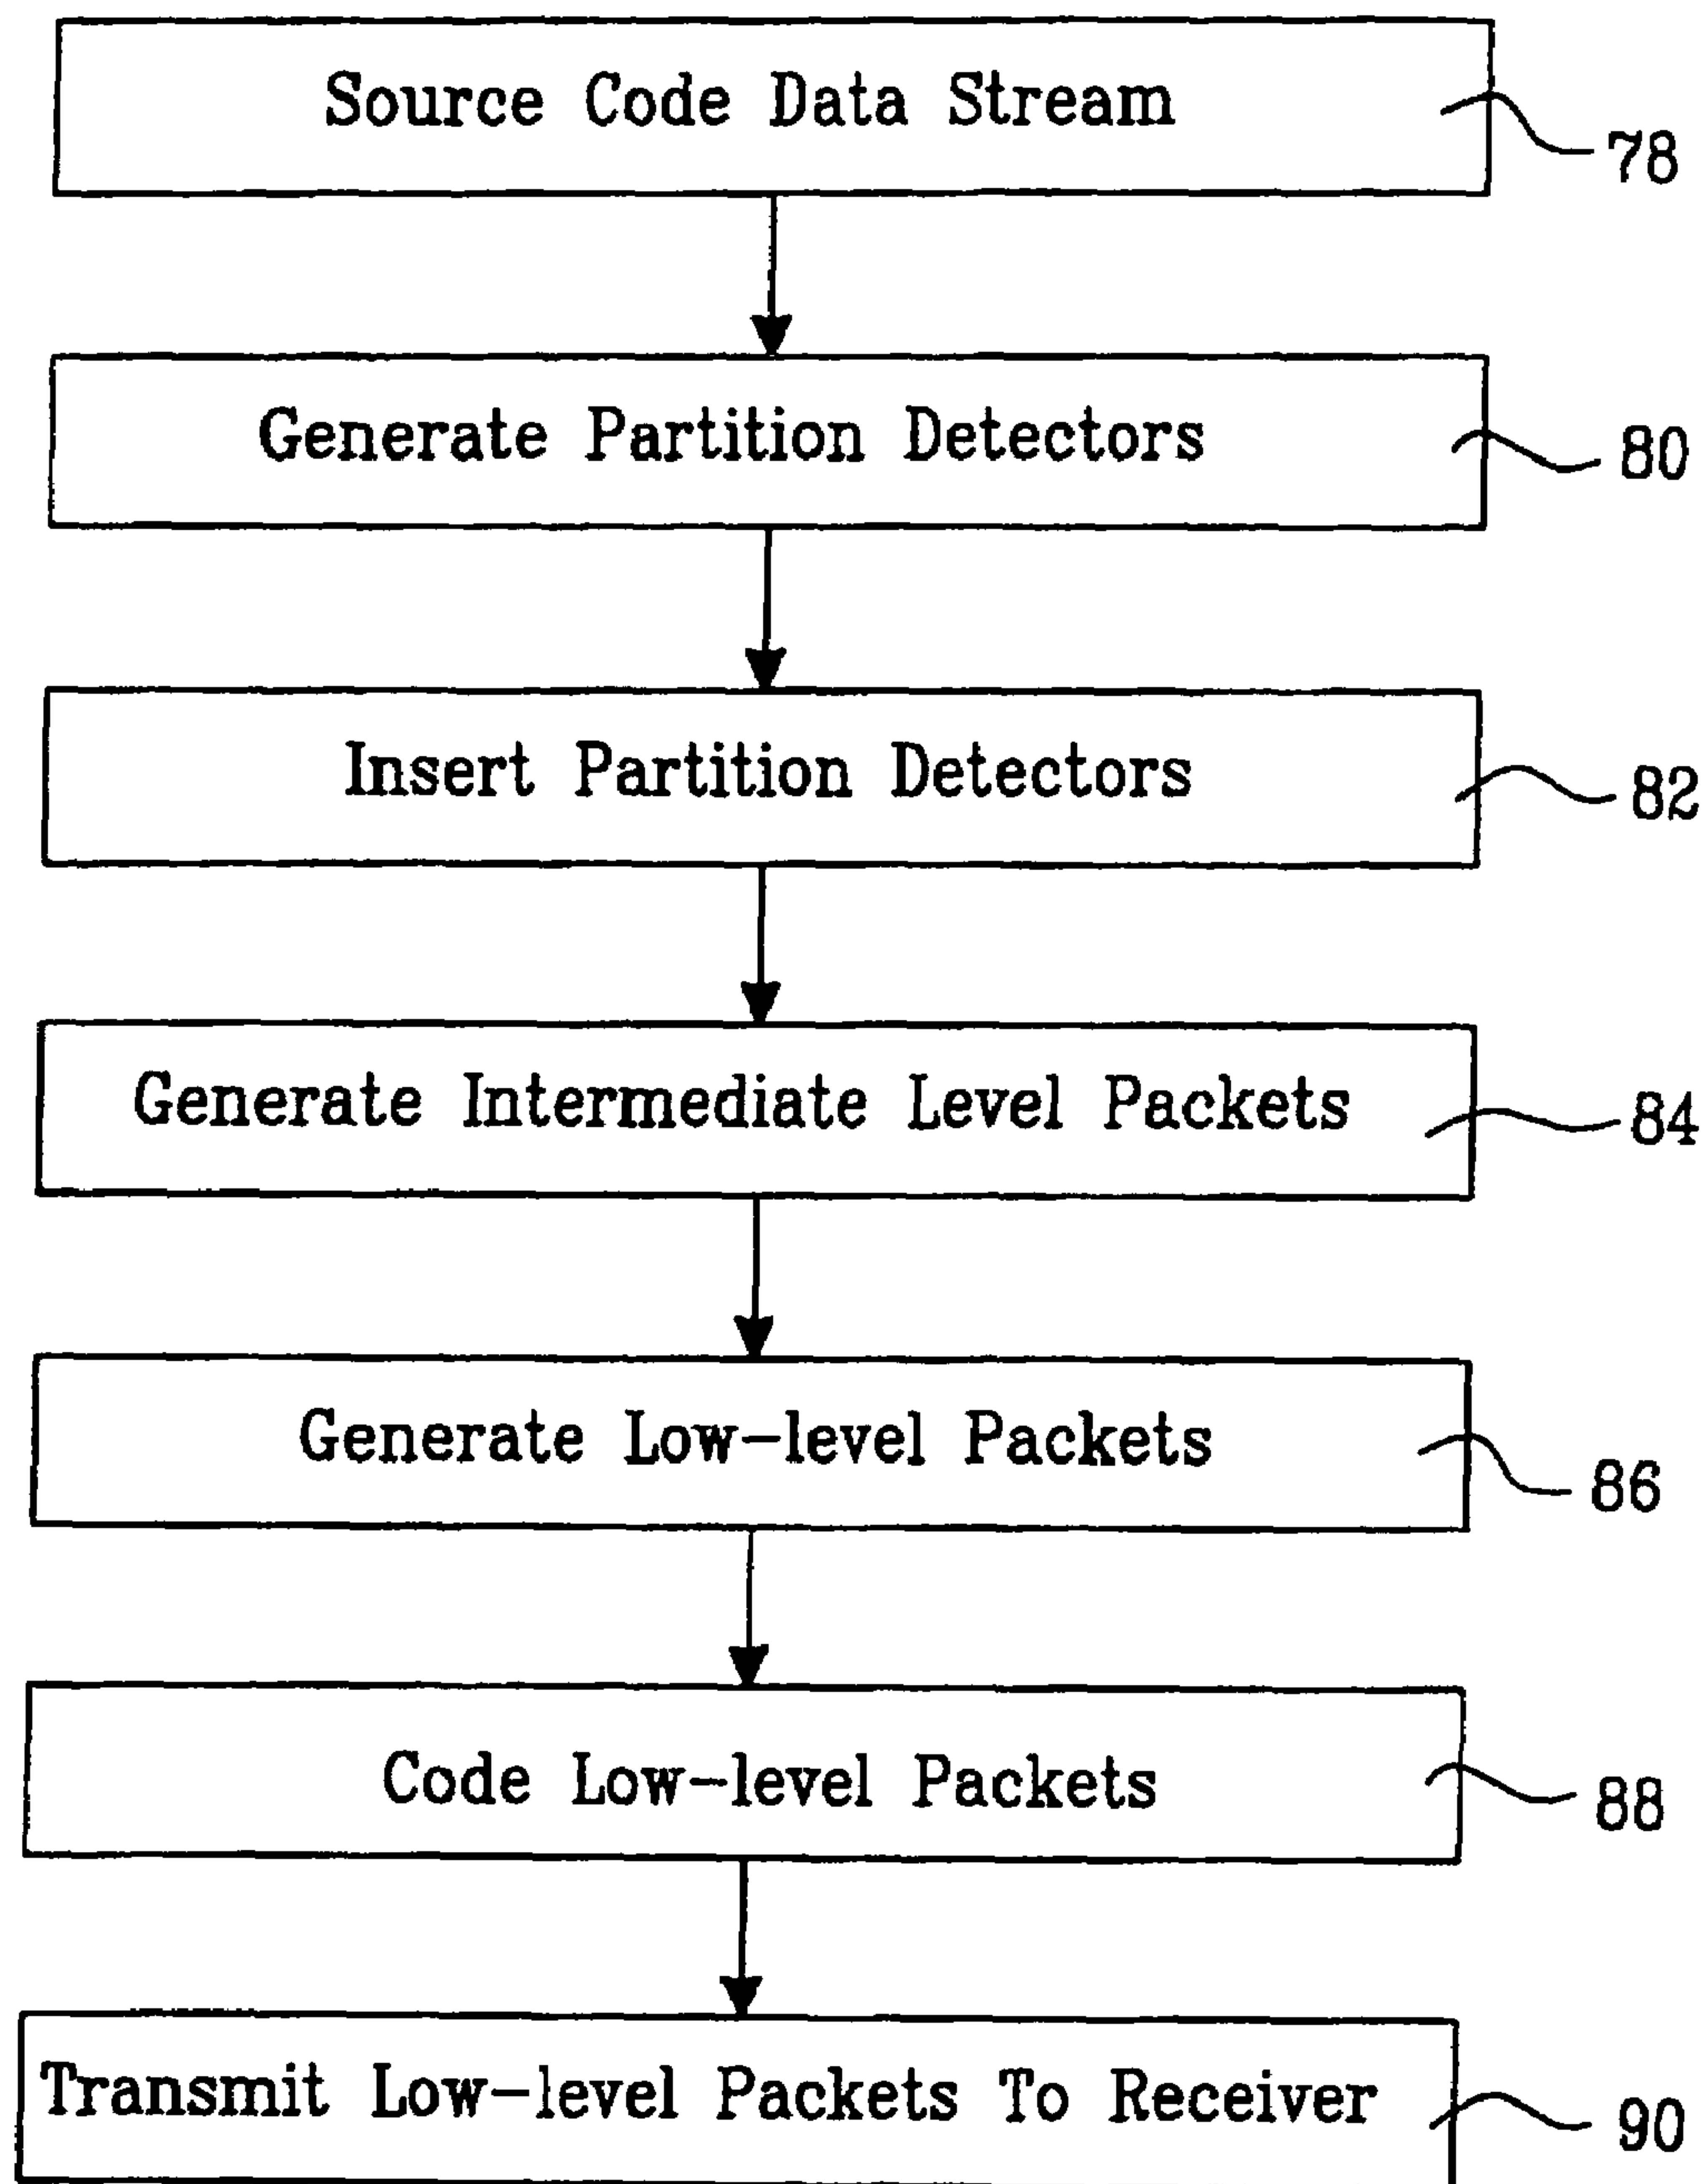 Source Code Data Stream
78
Generate Partition Detectors
80
Insert Partition Detectors
82
Generate Intermediate Level Packets
84
Generate Low-level Packets
86
Code Low-level Packets
88
Transmit Low-level Packets To Receiver
90